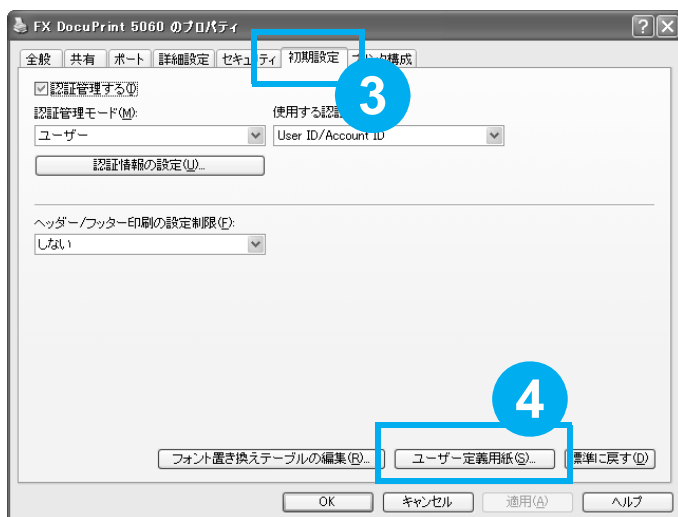 FX DocuPrint 5060 のプロパティ
全般 共有 ポート 詳細設定 セキュリティ 初期設定 構成
3
認証管理する(I)
認証管理モード(M):
使用する認証
ユーザー
User ID/Account ID
認証情報の設定(U)...
ヘッダー/フッター印刷の設定制限(F):
しない
4
フォント置き換えテーブルの編集(R)... ユーザー定義用紙(S)... 標準に戻す(D)
OK キャンセル 適用(A) ヘルプ